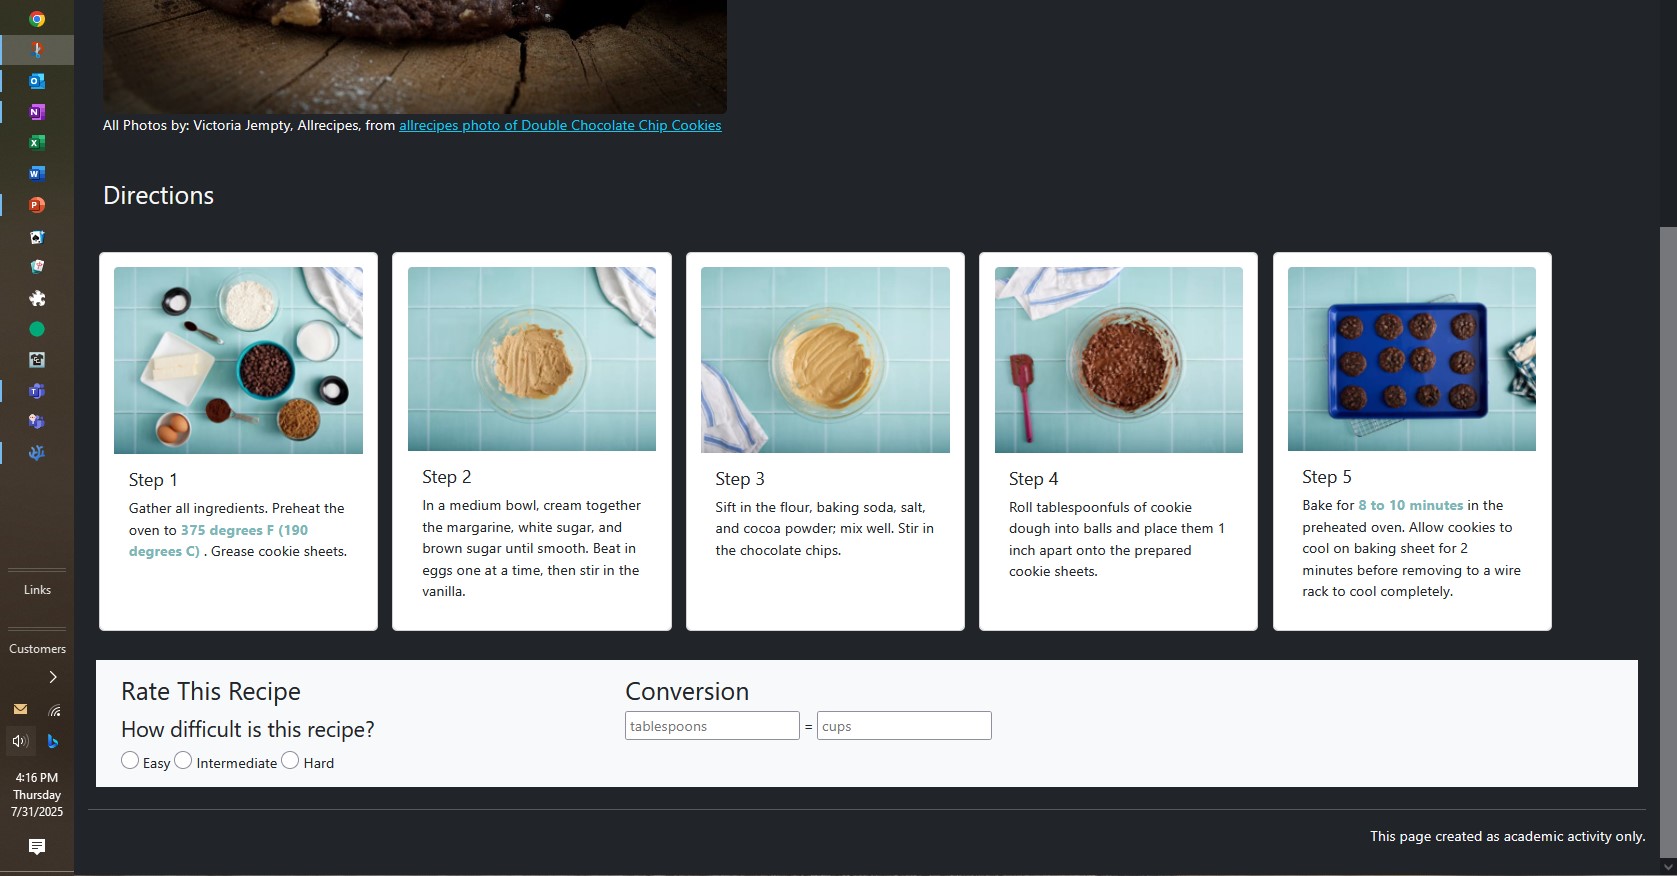 All Photos by: Victoria Jempty, Allrecipes, from allrecipes photo of Double Chocolate Chip Cookies
Directions
Step 1
Gather all ingredients. Preheat the
oven to 375 degrees F (190
degrees C) . Grease cookie sheets.
Step 2
In a medium bowl, cream together
the margarine, white sugar, and
brown sugar until smooth. Beat in
eggs one at a time, then stir in the
vanilla.
Step 3
Sift in the flour, baking soda, salt,
and cocoa powder; mix well. Stir in
the chocolate chips.
Step 4
Roll tablespoonfuls of cookie
dough into balls and place them 1
inch apart onto the prepared
cookie sheets.
Step 5
Bake for 8 to 10 minutes in the
preheated oven. Allow cookies to
cool on baking sheet for 2
minutes before removing to a wire
rack to cool completely.
Rate This Recipe
How difficult is this recipe?
Easy Intermediate Hard
Conversion
tablespoons = cups
This page created as academic activity only.
Links
Customers
4:16 PM
Thursday
7/31/2025